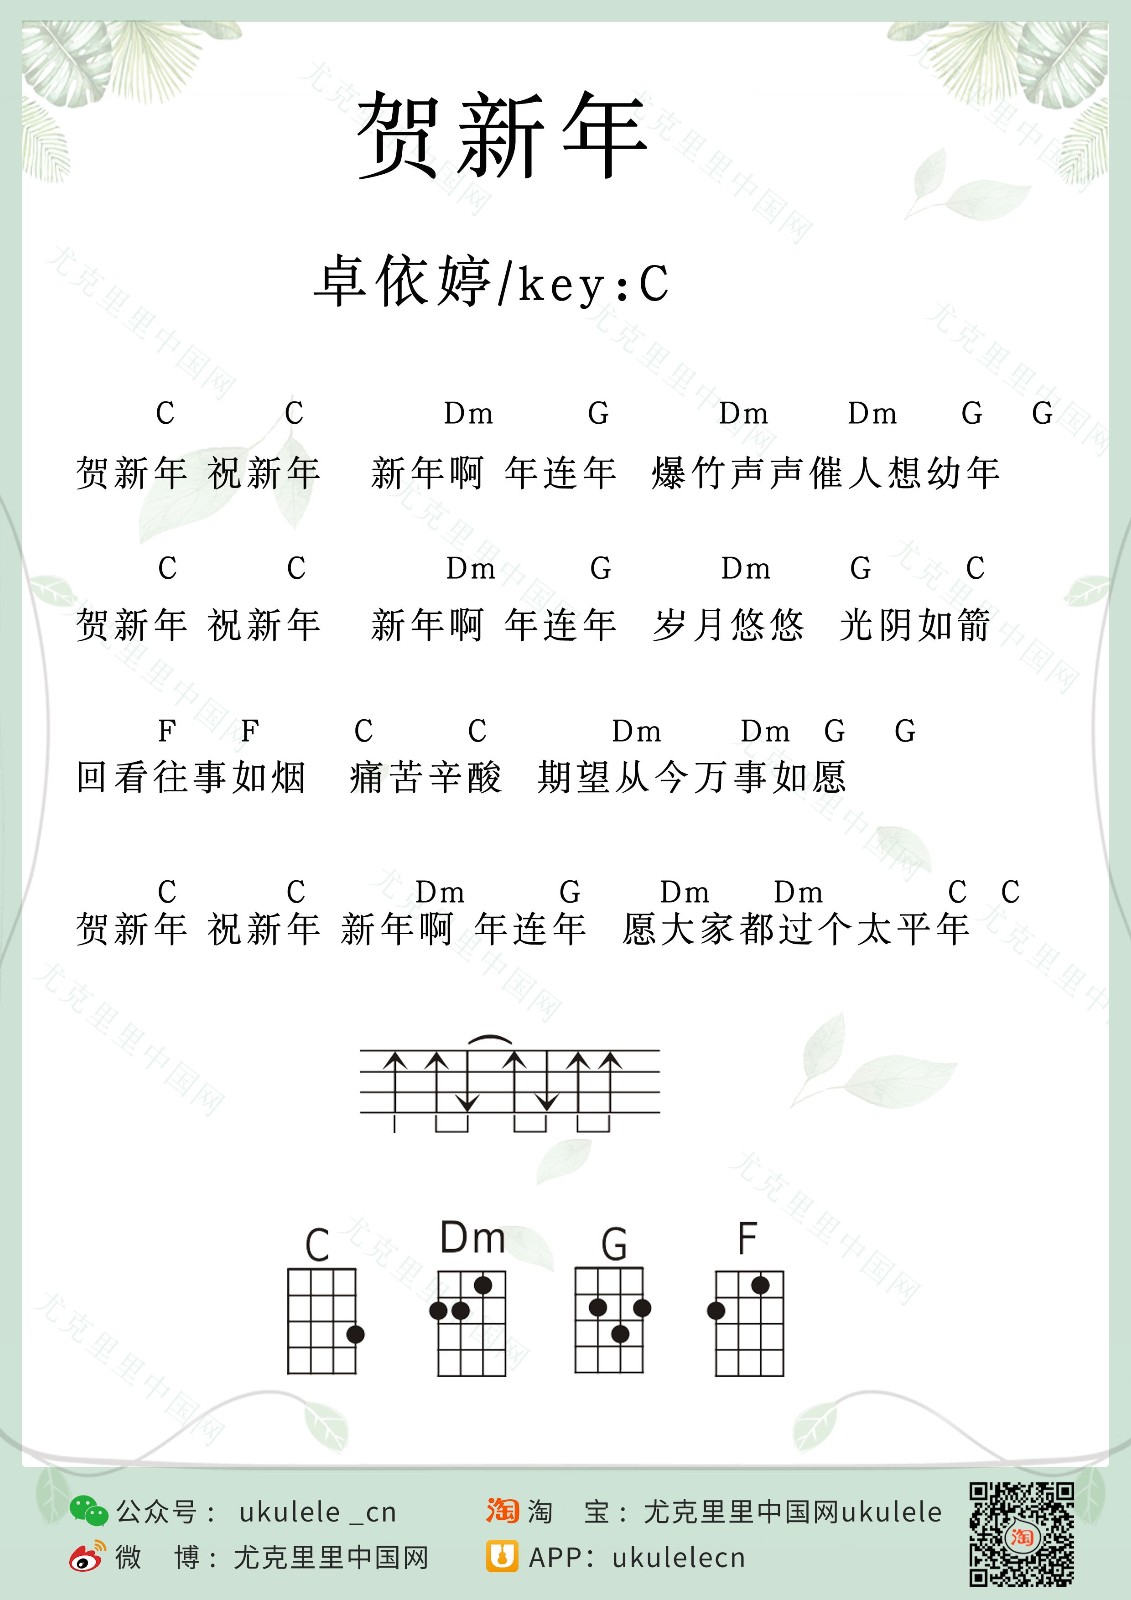 贺新年
卓依婷/key:C
C C Dm G Dm Dm G G
贺新年 祝新年 新年啊 年连年 爆竹声声催人想幼年
C C Dm G Dm G C
贺新年 祝新年 新年啊 年连年 岁月悠悠 光阴如箭
F F C C Dm Dm G G
回看往事如烟 痛苦辛酸 期望从今万事如愿
C C Dm G Dm Dm C C
贺新年 祝新年 新年啊 年连年 愿大家都过个太平年
C Dm G F
公众号： ukulele _cn
淘 淘 宝： 尤克里里中国网ukulele
微 博： 尤克里里中国网
APP：ukulelecn
淘
尤克里里中国网